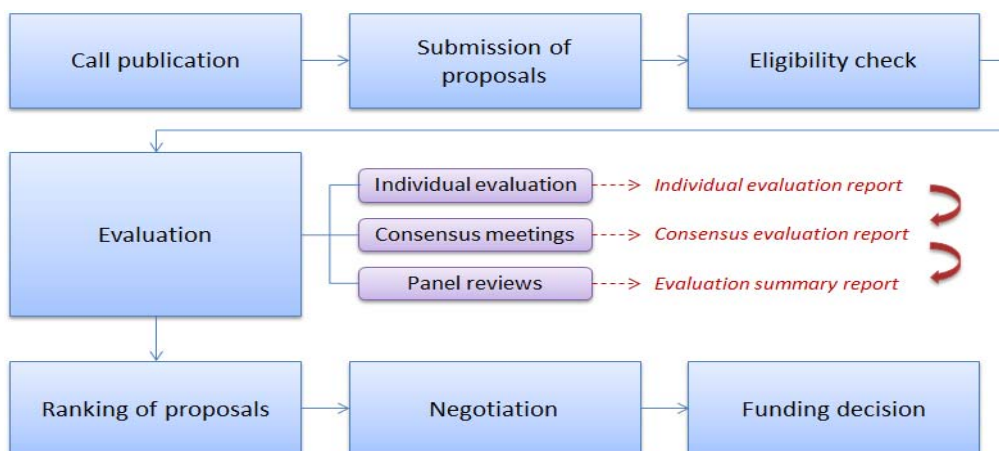 Call publication
Submission of
proposals
Eligibility check
Evaluation
Individual evaluation
Individual evaluation report
Consensus meetings
Consensus evaluation report
Panel reviews
Evaluation summary report
Ranking of proposals
Negotiation
Funding decision